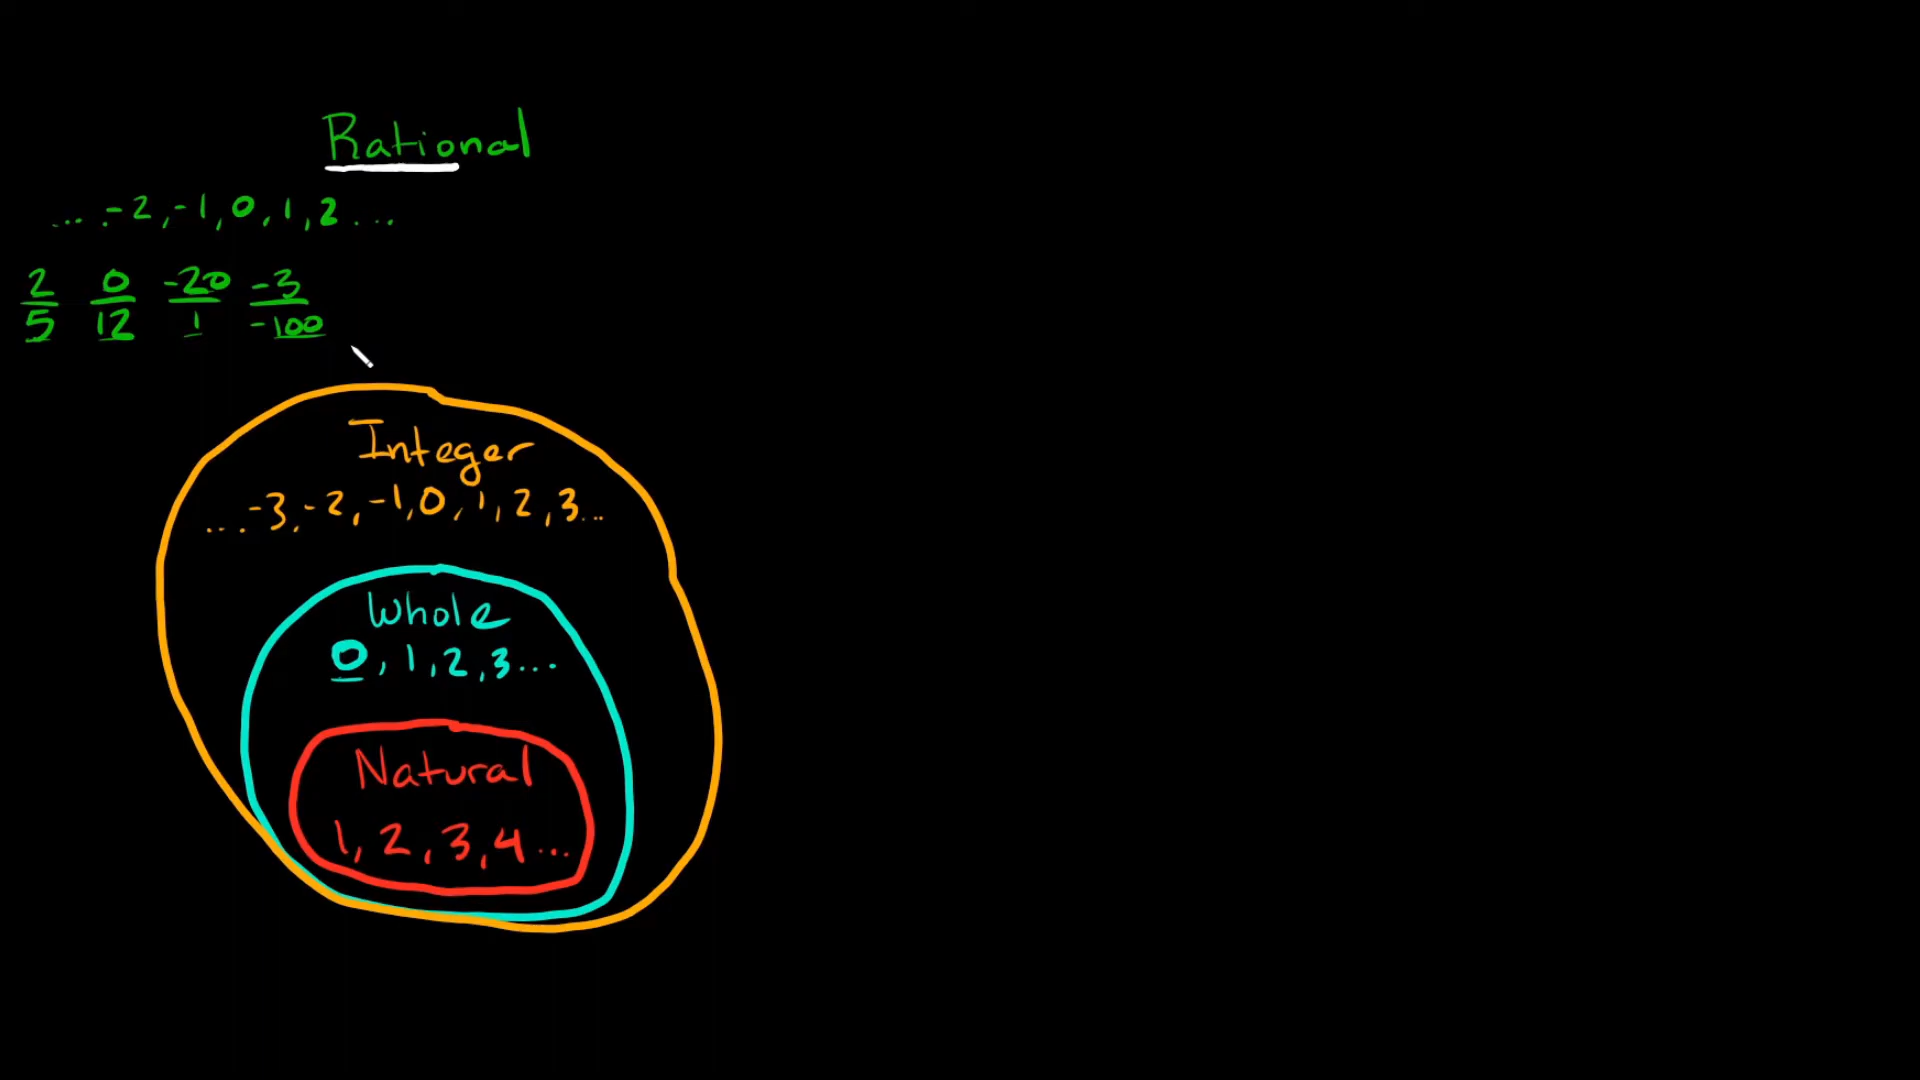 Rational
... -2, -1, 0, 1, 2 ...
2/5 0/12 -20/1 -3/-100
Integer
... -3, -2, -1, 0, 1, 2, 3...
Whole
0, 1, 2, 3...
Natural
1, 2, 3, 4...